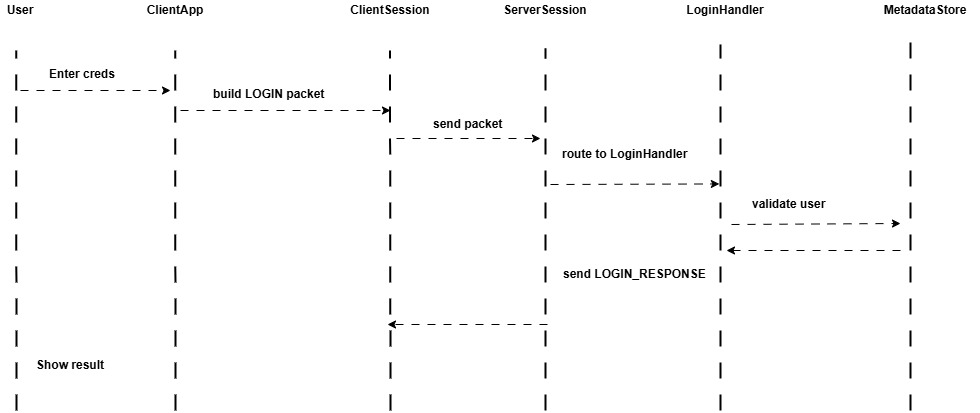 User
ClientApp
ClientSession
ServerSession
LoginHandler
MetadataStore
Enter creds
build LOGIN packet
send packet
route to LoginHandler
validate user
send LOGIN_RESPONSE
Show result